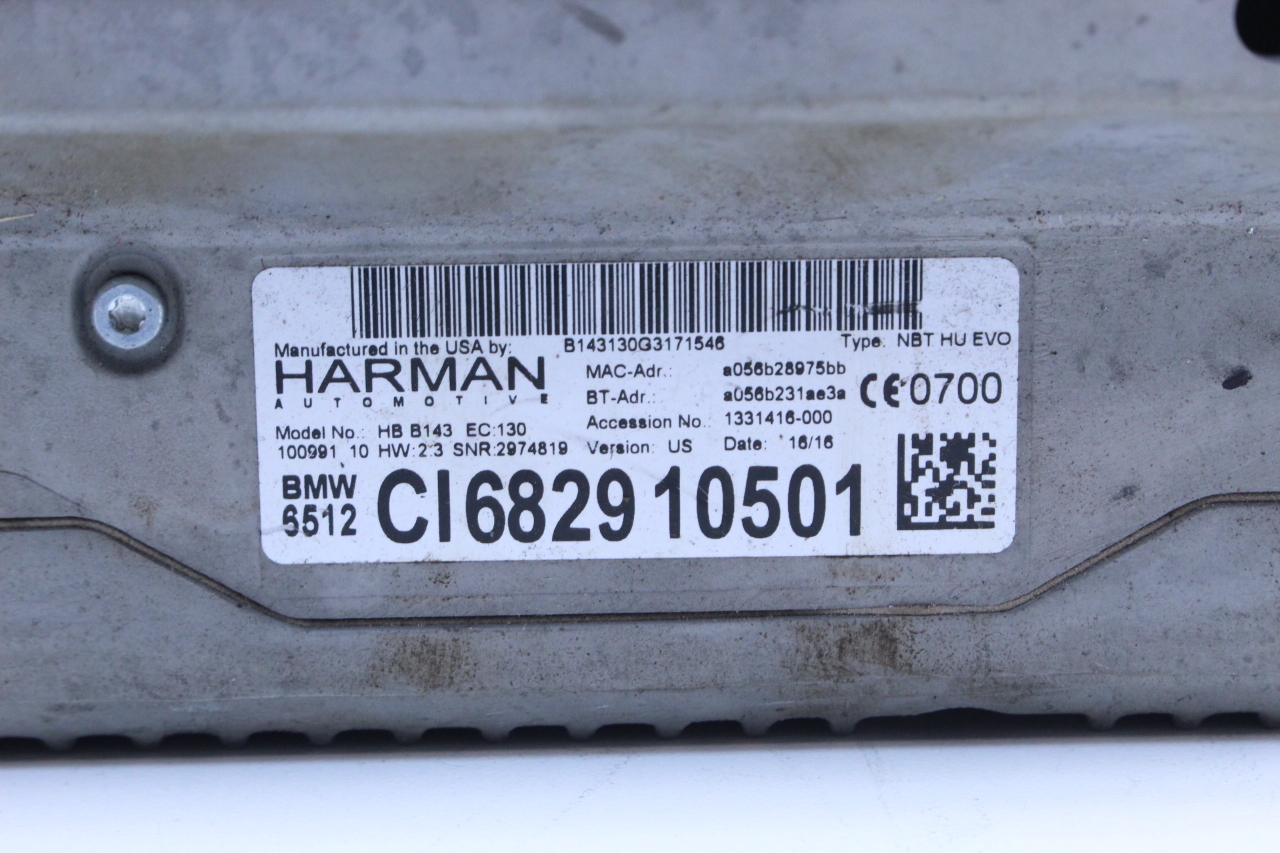 B143130G3171546
Type: NBT HU EVO
Manufactured in the USA by:
HARMAN
AUTOMOTIVE
MAC-Adr.: a056b28975bb
BT-Adr.: a056b231ae3a
CE 0700
Accession No.: 1331416-000
Model No.: HB B143 EC:130
100991 10 HW:2.3 SNR:2974819
Version: US Date: 16/16
BMW
6512
CI6829 10501